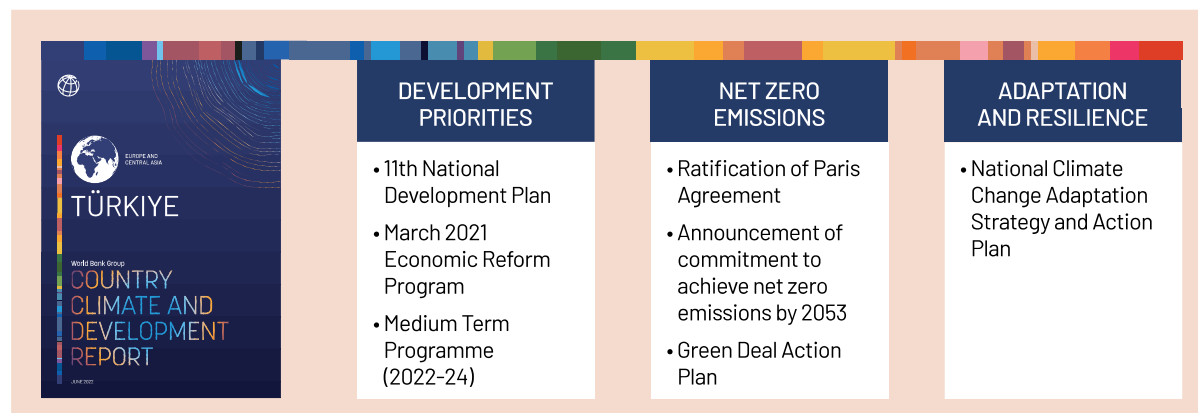 EUROPE AND
CENTRAL ASIA
TÜRKIYE
World Bank Group
COUNTRY
CLIMATE AND
DEVELOPMENT
REPORT
JUNE 2022
DEVELOPMENT
PRIORITIES
• 11th National
Development Plan
• March 2021
Economic Reform
Program
• Medium Term
Programme
(2022-24)
NET ZERO
EMISSIONS
• Ratification of Paris
Agreement
• Announcement of
commitment to
achieve net zero
emissions by 2053
• Green Deal Action
Plan
ADAPTATION
AND RESILIENCE
• National Climate
Change Adaptation
Strategy and Action
Plan